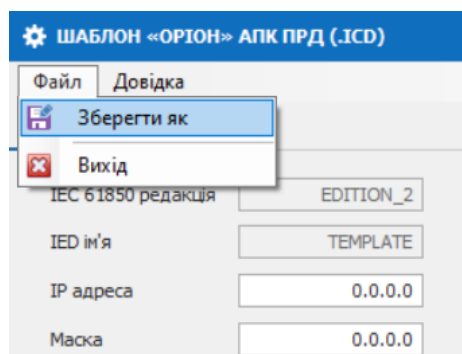 ШАБЛОН «ОРІОН» АПК ПРД (.ICD)
Файл Довідка
Зберегти як
Вихід
IEC 61850 редакція EDITION_2
IED ім'я TEMPLATE
IP адреса 0.0.0.0
Маска 0.0.0.0